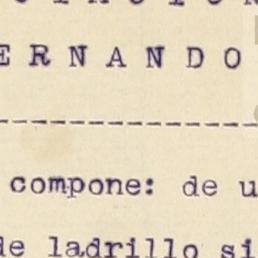 ERNANDO
--------------------
compone: de u
de ladrillo si